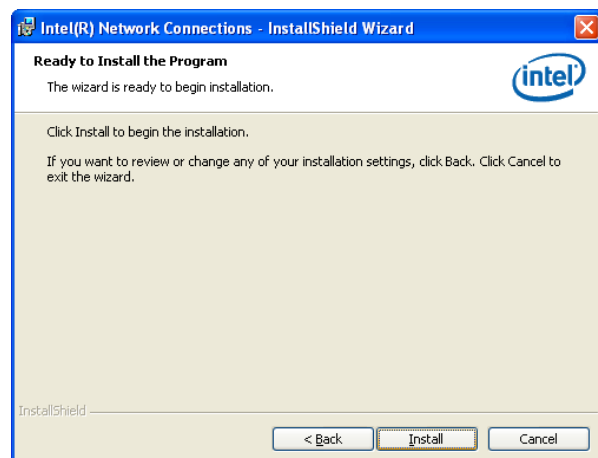 Intel(R) Network Connections - InstallShield Wizard
Ready to Install the Program
The wizard is ready to begin installation.
intel
Click Install to begin the installation.
If you want to review or change any of your installation settings, click Back. Click Cancel to
exit the wizard.
InstallShield
< Back
Install
Cancel